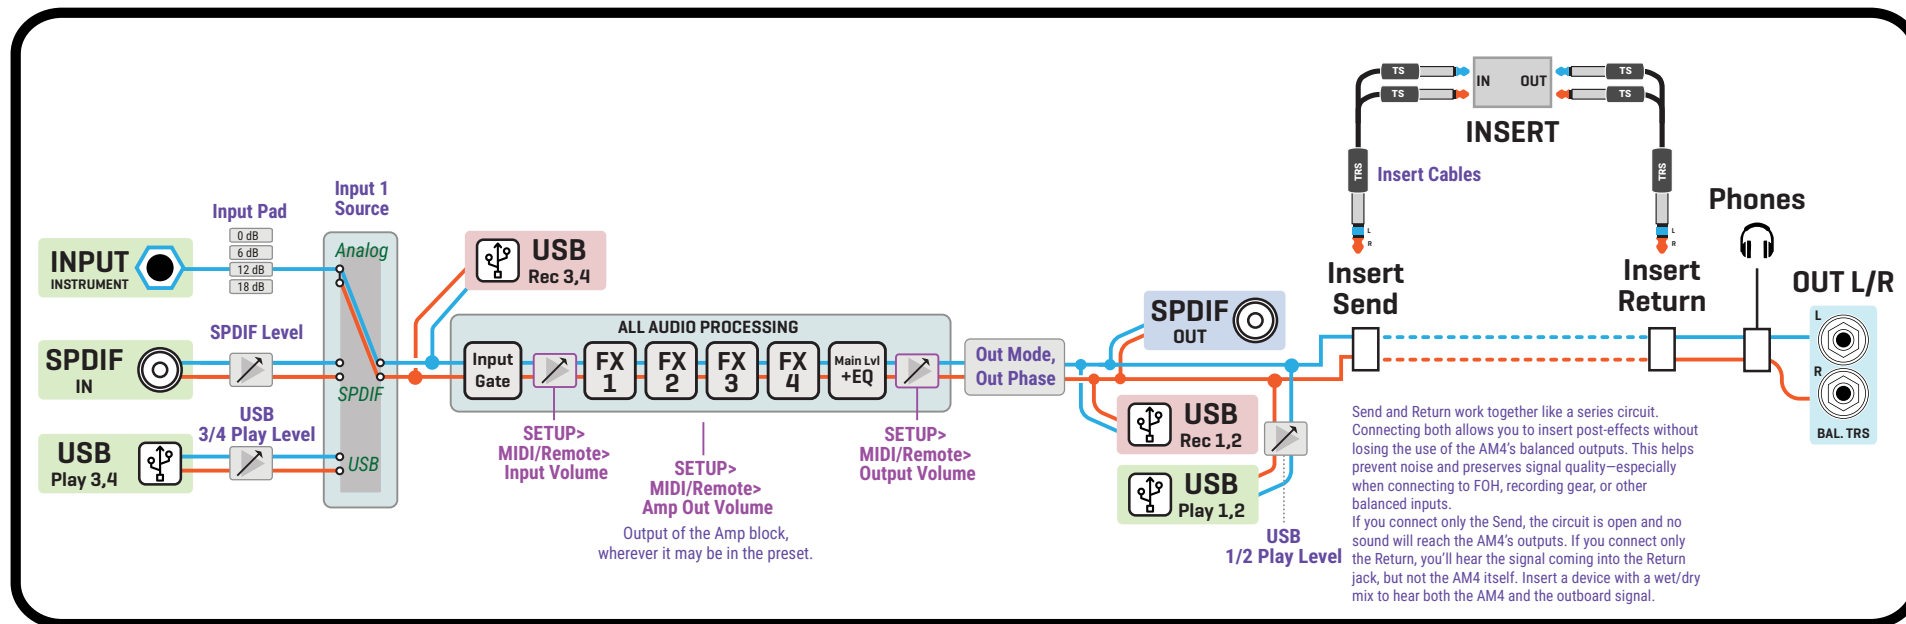 Input Pad
0 dB
6 dB
12 dB
18 dB
INPUT
INSTRUMENT
SPDIF Level
SPDIF
IN
USB
3/4 Play Level
USB
Play 3,4
Input 1
Source
Analog
SPDIF
USB
USB
Rec 3,4
ALL AUDIO PROCESSING
Input
Gate
FX
1
FX
2
FX
3
FX
4
Main Lvl
+EQ
SETUP>
MIDI/Remote>
Input Volume
SETUP>
MIDI/Remote>
Amp Out Volume
Output of the Amp block,
wherever it may be in the preset.
SETUP>
MIDI/Remote>
Output Volume
Out Mode,
Out Phase
SPDIF
OUT
USB
Rec 1,2
USB
Play 1,2
USB
1/2 Play Level
TS
TS
IN
OUT
TS
TS
INSERT
TRS
Insert Cables
TRS
L
R
L
R
Insert
Send
Insert
Return
Phones
OUT L/R
L
R
BAL. TRS
Send and Return work together like a series circuit.
Connecting both allows you to insert post-effects without
losing the use of the AM4's balanced outputs. This helps
prevent noise and preserves signal quality—especially
when connecting to FOH, recording gear, or other
balanced inputs.
If you connect only the Send, the circuit is open and no
sound will reach the AM4's outputs. If you connect only
the Return, you'll hear the signal coming into the Return
jack, but not the AM4 itself. Insert a device with a wet/dry
mix to hear both the AM4 and the outboard signal.